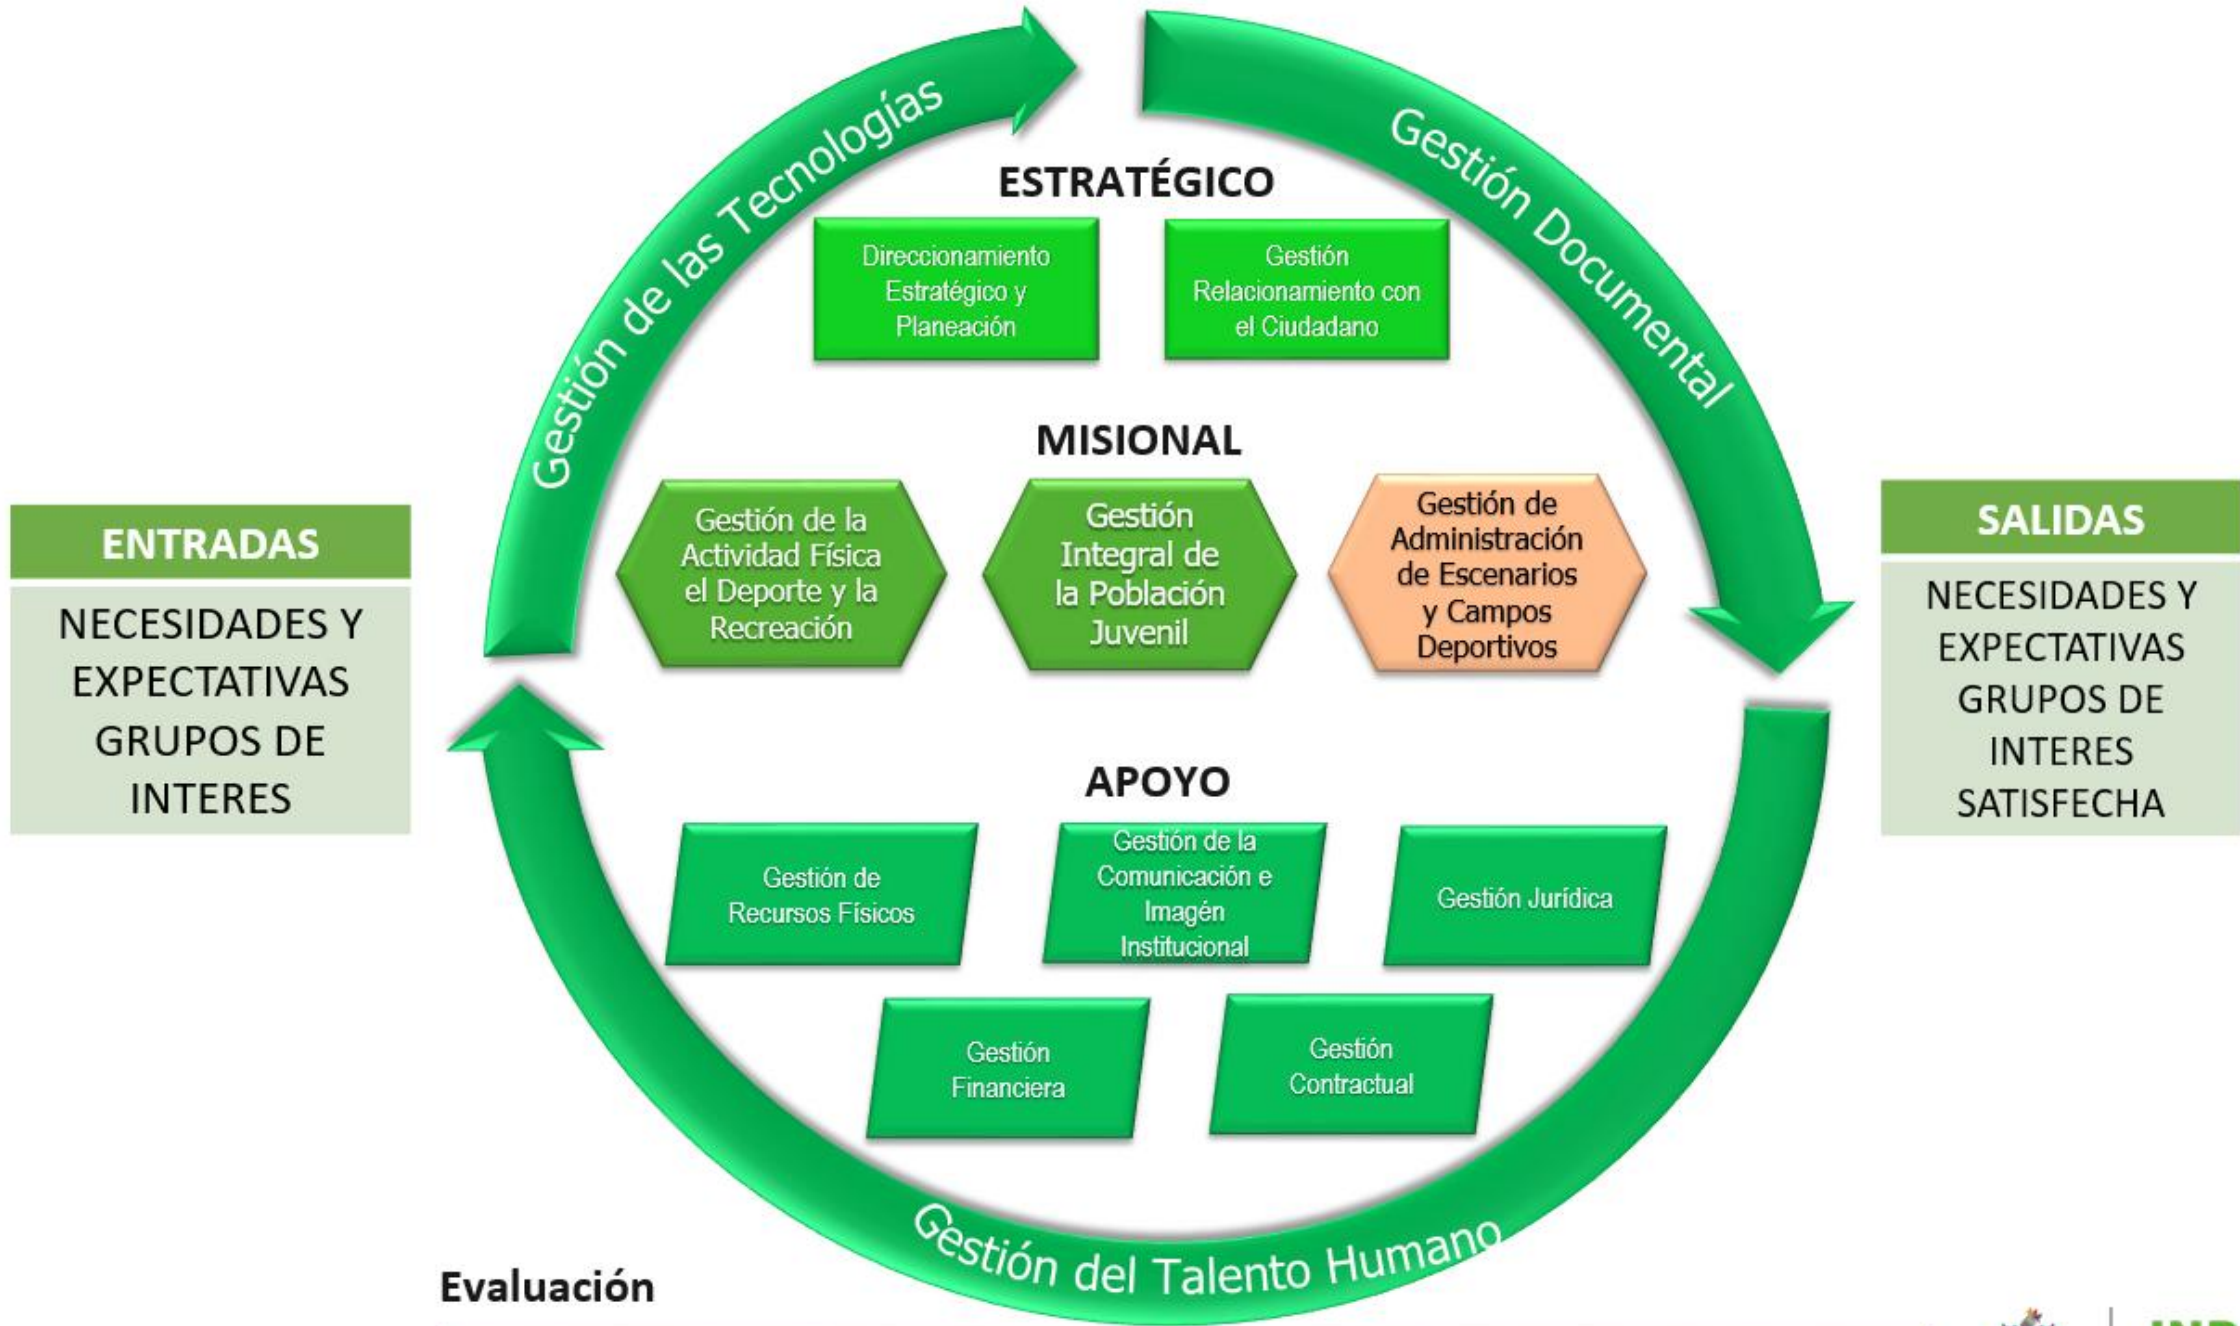 Gestión de las Tecnologías
Gestión Documental
ESTRATÉGICO
Direccionamiento
Estratégico y
Planeación
Gestión
Relacionamiento con
el Ciudadano
MISIONAL
Gestión de la
Actividad Física
el Deporte y la
Recreación
Gestión
Integral de
la Población
Juvenil
Gestión de
Administración
de Escenarios
y Campos
Deportivos
ENTRADAS
NECESIDADES Y
EXPECTATIVAS
GRUPOS DE
INTERES
SALIDAS
NECESIDADES Y
EXPECTATIVAS
GRUPOS DE
INTERES
SATISFECHA
APOYO
Gestión de
Recursos Físicos
Gestión de la
Comunicación e
Imagén
Institucional
Gestión Jurídica
Gestión
Financiera
Gestión
Contractual
Gestión del Talento Humano
Evaluación